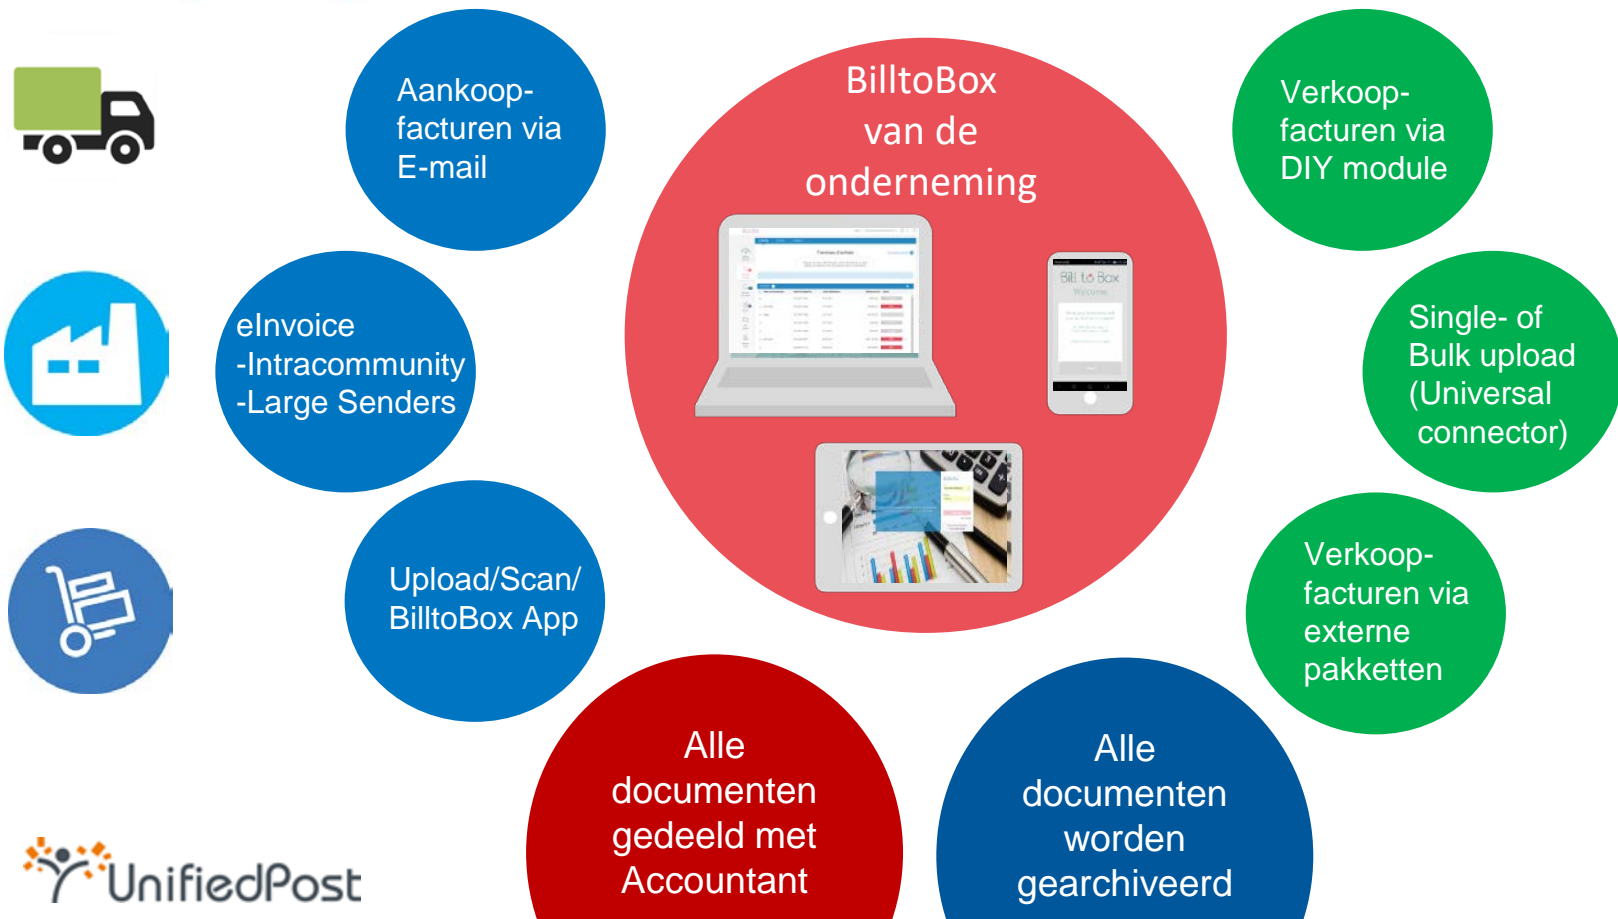 Aankoop-
facturen via
E-mail
BilltoBox
van de
onderneming
Verkoop-
facturen via
DIY module
eInvoice
-Intracommunity
-Large Senders
Bill to Box
Welcome
Single- of
Bulk upload
(Universal
connector)
Upload/Scan/
BilltoBox App
Verkoop-
facturen via
externe
pakketten
Alle
documenten
gedeeld met
Accountant
Alle
documenten
worden
gearchiveerd
UnifiedPost